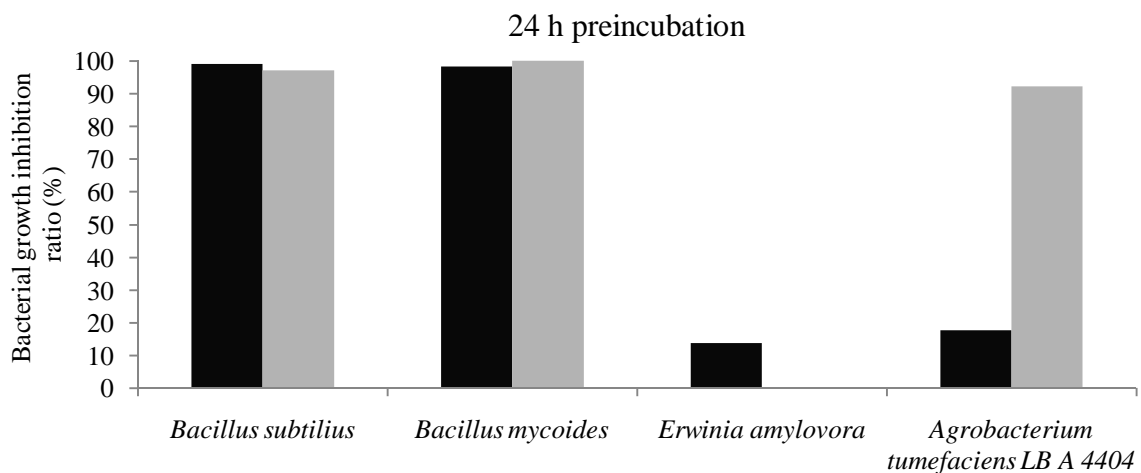 24 h preincubation
Bacterial growth inhibition
ratio (%)
100
90
80
70
60
50
40
30
20
10
0
Bacillus subtilius
Bacillus mycoides
Erwinia amylovora
Agrobacterium
tumefaciens LB A 4404